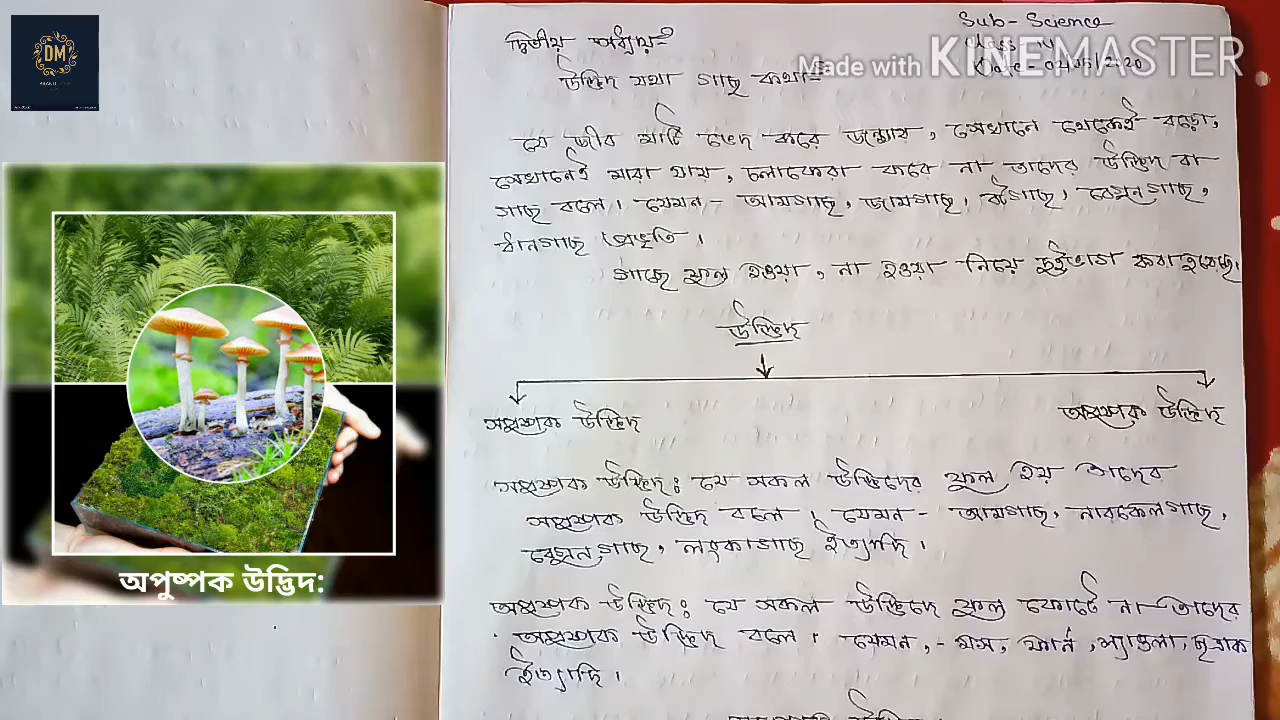 DM
Sub- Science
Class- IV
Made with KINEMASTER
দ্বিতীয় অধ্যায়ঃ
উদ্ভিদ যথা গাছ কথাঃ
যে জীব মাটি ভেদ করে জন্মায়, সেখানে থেকেই বড়ো,
সেখানেই মারা যায়, চলাফেরা করে না তাদের উদ্ভিদ বা
গাছ বলে। যেমন - আমগাছ, জামগাছ, বটগাছ, বেগুন গাছ,
ধানগাছ প্রভৃতি।
গাছে ফুল হওয়া, না হওয়া নিয়ে দুইভাগ করা হয়েছে।
উদ্ভিদ
সপুষ্পক উদ্ভিদ
অপুষ্পক উদ্ভিদ
সপুষ্পক উদ্ভিদ : যে সকল উদ্ভিদের ফুল হয় তাদের
সপুষ্পক উদ্ভিদ বলে। যেমন - আমগাছ, নারকেল গাছ,
বেগুন গাছ, লঙ্কাগাছ ইত্যাদি।
অপুষ্পক উদ্ভিদ : যে সকল উদ্ভিদে ফুল ফোটে না তাদের
অপুষ্পক উদ্ভিদ বলে। যেমন, - মস, ফার্ন, শ্যাওলা, ছত্রাক
ইত্যাদি।
অপুষ্পক উদ্ভিদ: